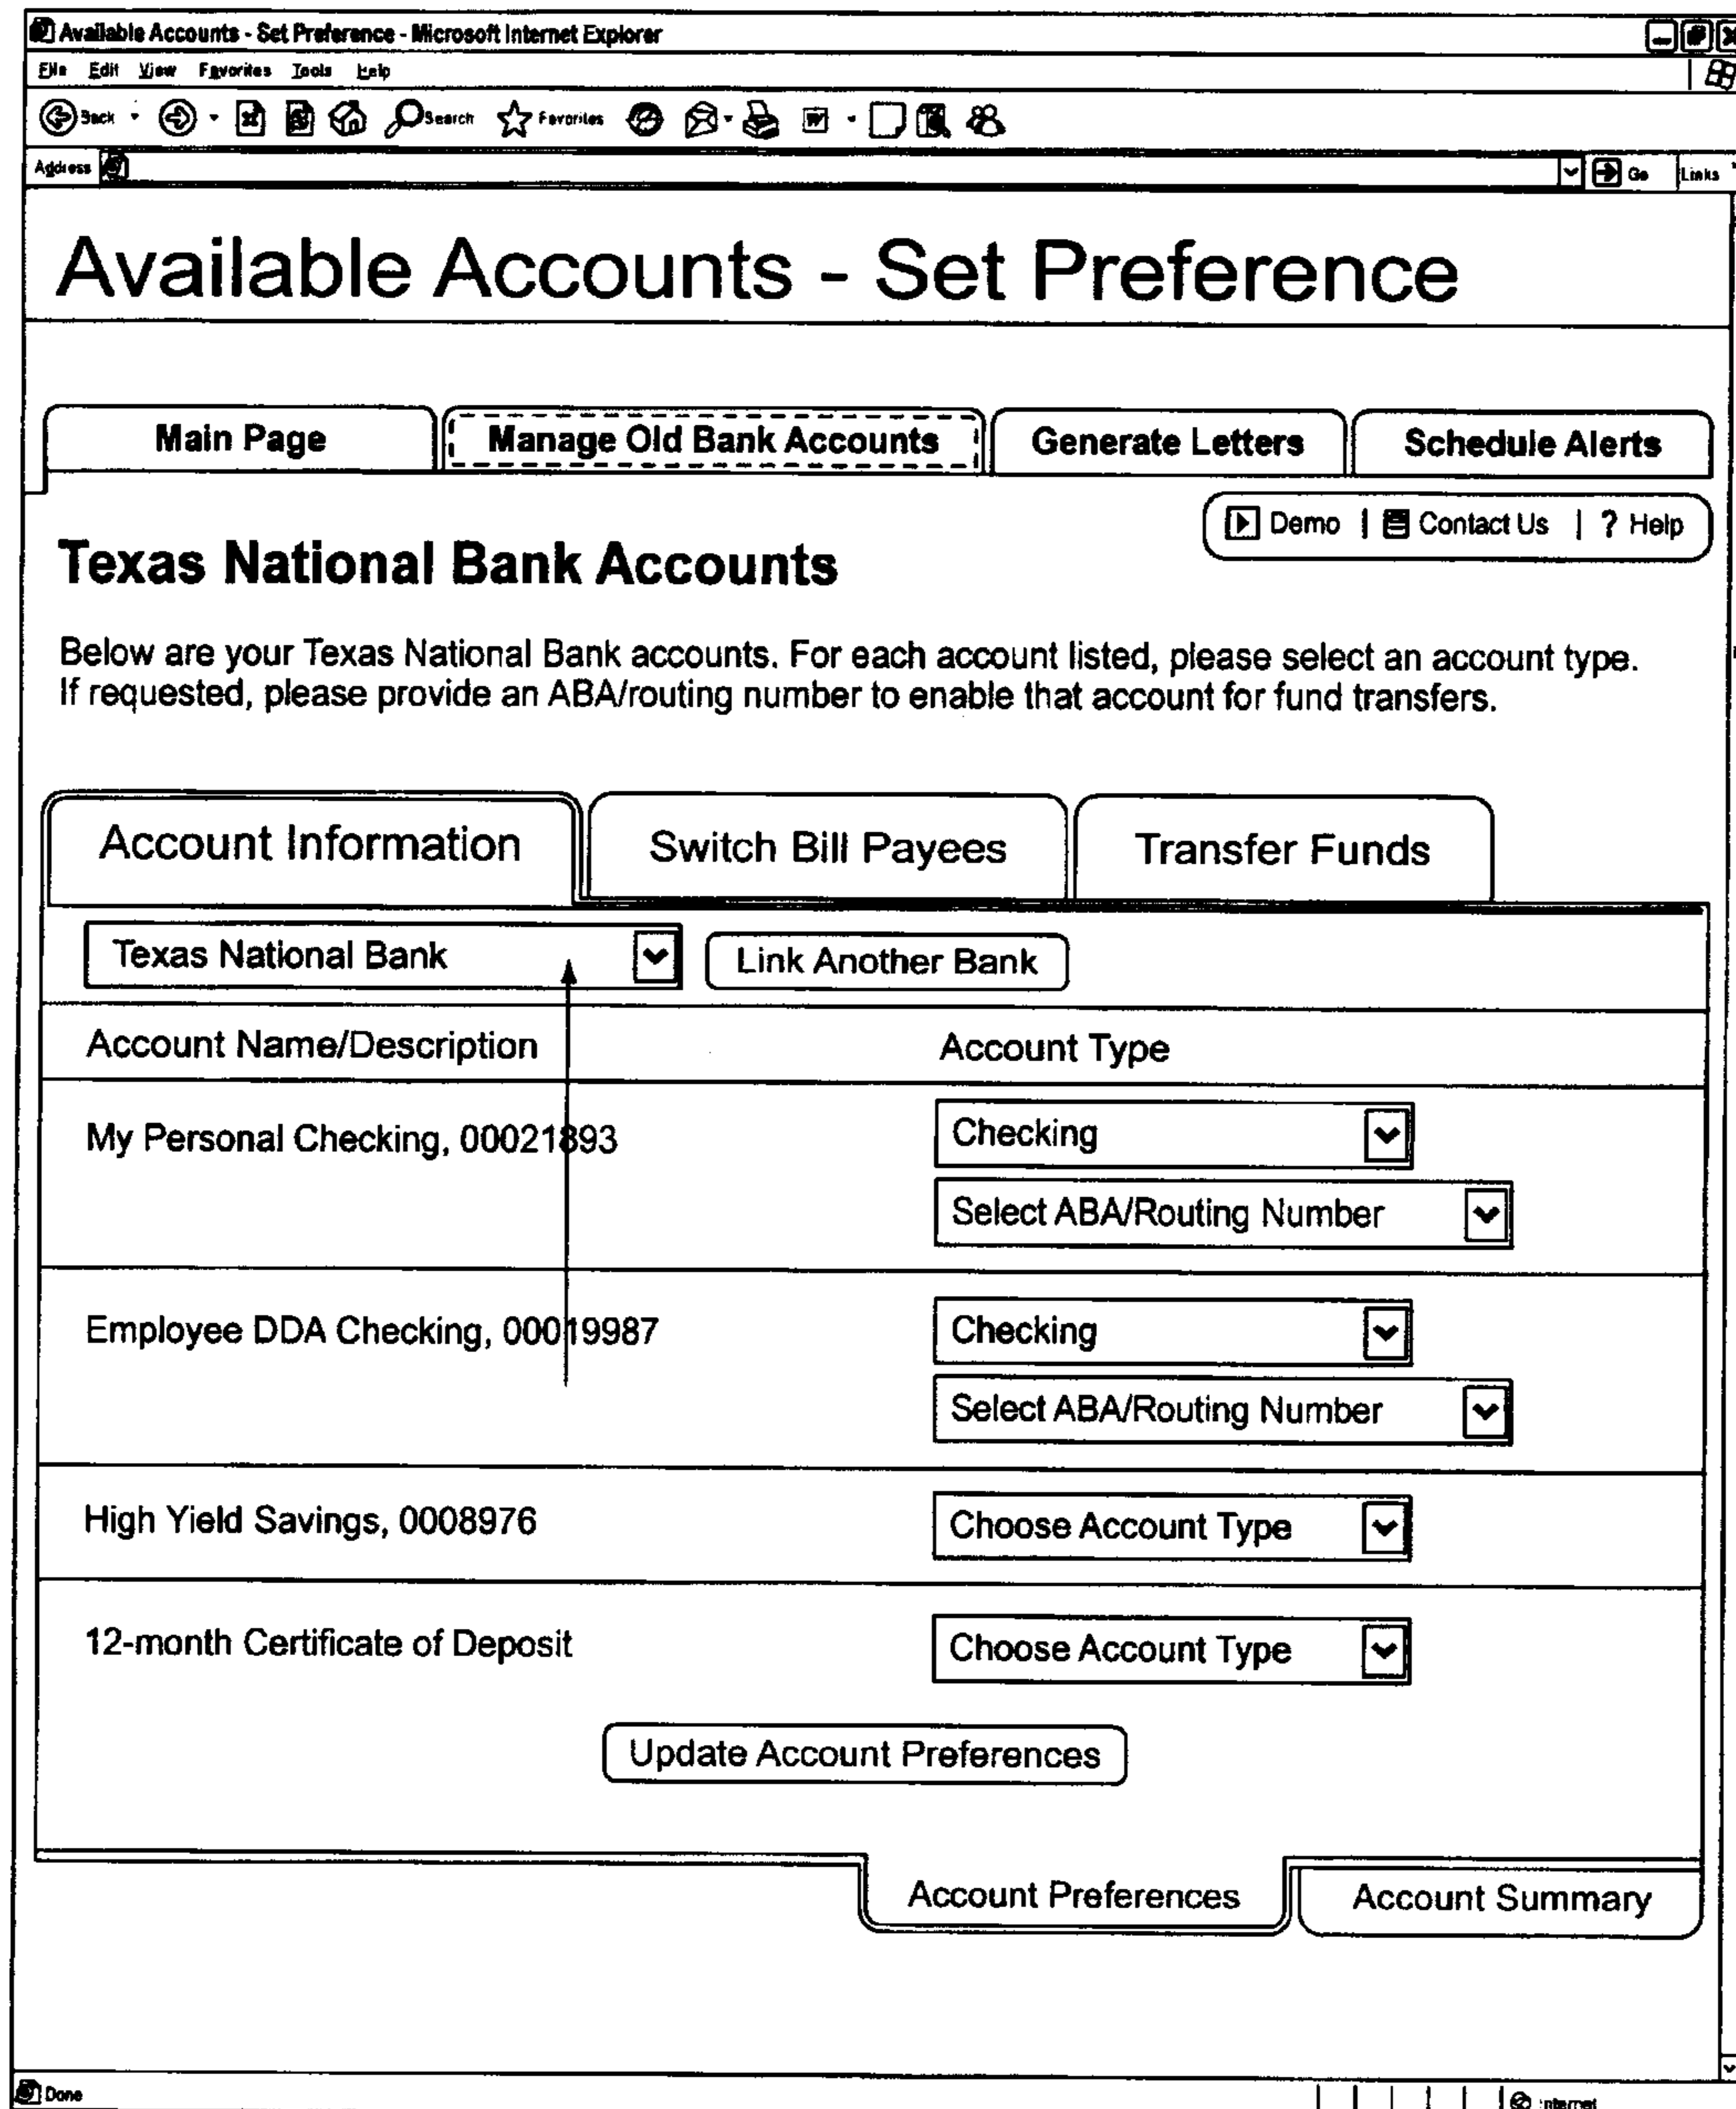 Available Accounts - Set Preference - Microsoft Internet Explorer
File Edit View Favorites Tools Help
Back Search Favorites
Address Go Links
Available Accounts - Set Preference
Main Page Manage Old Bank Accounts Generate Letters Schedule Alerts
Demo | Contact Us | ? Help
Texas National Bank Accounts
Below are your Texas National Bank accounts. For each account listed, please select an account type.
If requested, please provide an ABA/routing number to enable that account for fund transfers.
Account Information Switch Bill Payees Transfer Funds
Texas National Bank Link Another Bank
Account Name/Description Account Type
My Personal Checking, 00021893 Checking
Select ABA/Routing Number
Employee DDA Checking, 00019987 Checking
Select ABA/Routing Number
High Yield Savings, 0008976 Choose Account Type
12-month Certificate of Deposit Choose Account Type
Update Account Preferences
Account Preferences Account Summary
Done Internet